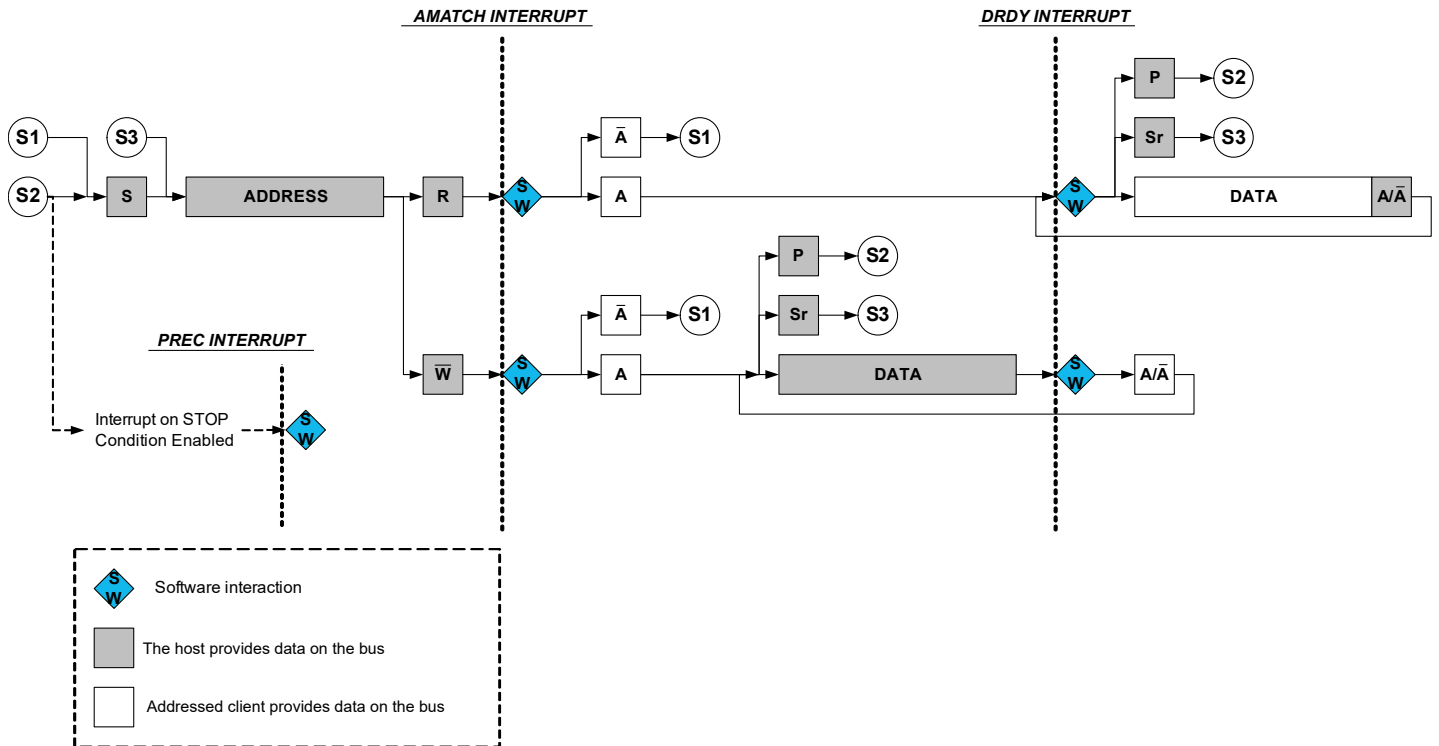 AMATCH INTERRUPT
DRDY INTERRUPT
P
S2
S1
S3
A̅
S1
Sr
S3
S2
S
ADDRESS
R
S
W
A
S
W
DATA
A/A̅
P
S2
A̅
S1
Sr
S3
PREC INTERRUPT
W̅
S
W
A
DATA
S
W
A/A̅
Interrupt on STOP
Condition Enabled
S
W
S
W
Software interaction
The host provides data on the bus
Addressed client provides data on the bus